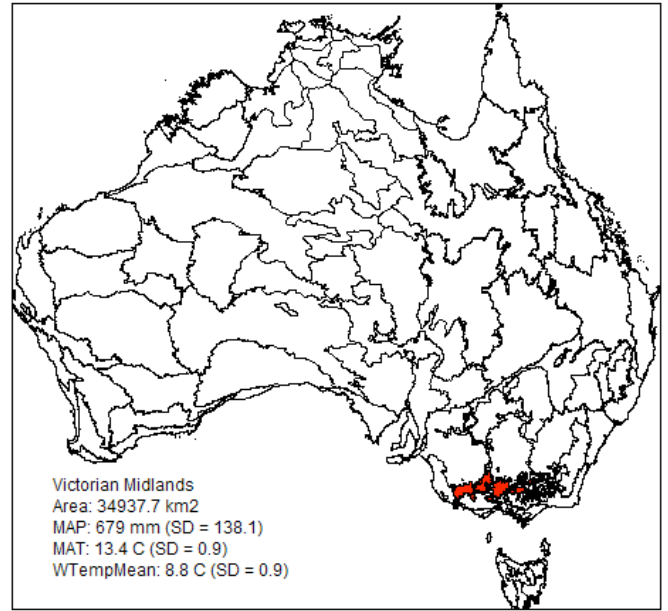 Victorian Midlands
Area: 34937.7 km2
MAP: 679 mm (SD = 138.1)
MAT: 13.4 C (SD = 0.9)
WTempMean: 8.8 C (SD = 0.9)